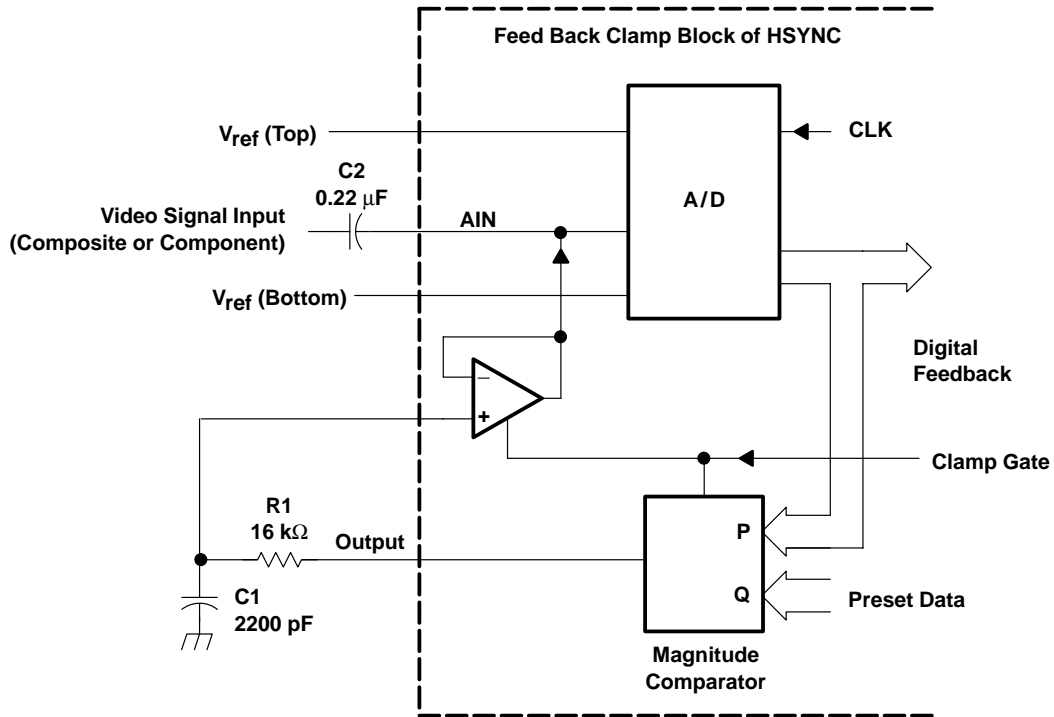 Feed Back Clamp Block of HSYNC
Vref (Top)
CLK
C2
0.22 μF
A/D
Video Signal Input
(Composite or Component)
AIN
Vref (Bottom)
Digital
Feedback
–
+
Clamp Gate
R1
16 kΩ
Output
P
C1
2200 pF
Q
Preset Data
Magnitude
Comparator